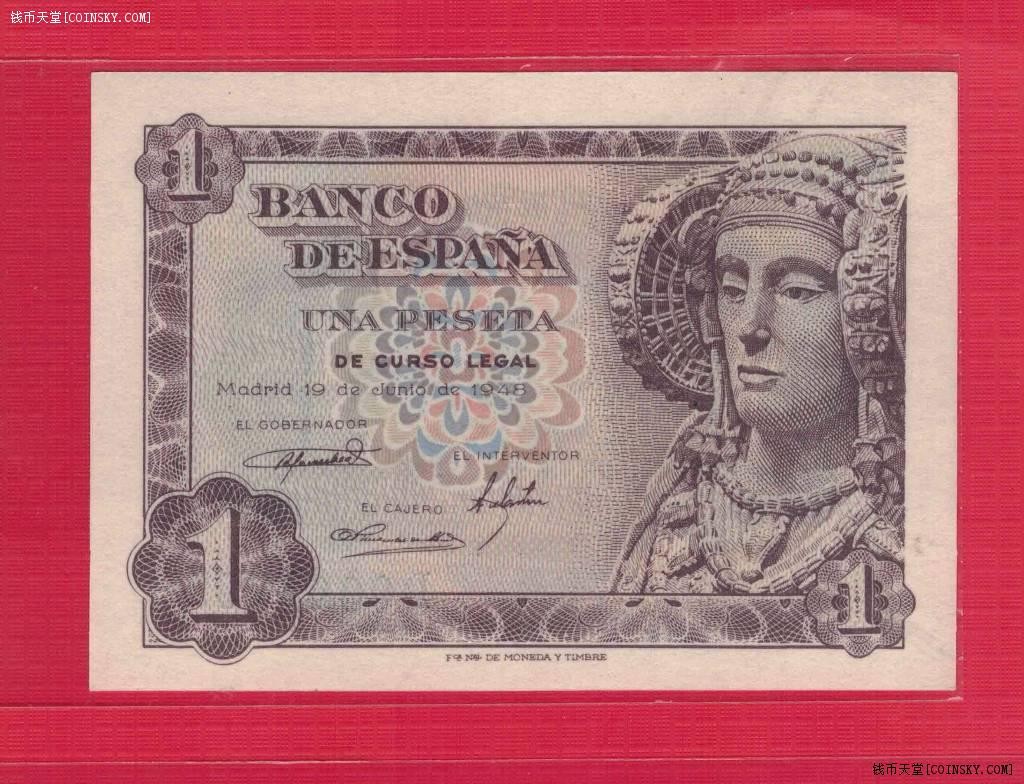 钱币天堂[COINSKY.COM]
1
BANCO
DE ESPAÑA
UNA PESETA
DE CURSO LEGAL
Madrid 19 de Junio de 1948
EL GOBERNADOR
EL INTERVENTOR
EL CAJERO
1
1
Fca. Nal. DE MONEDA Y TIMBRE
钱币天堂[COINSKY.COM]